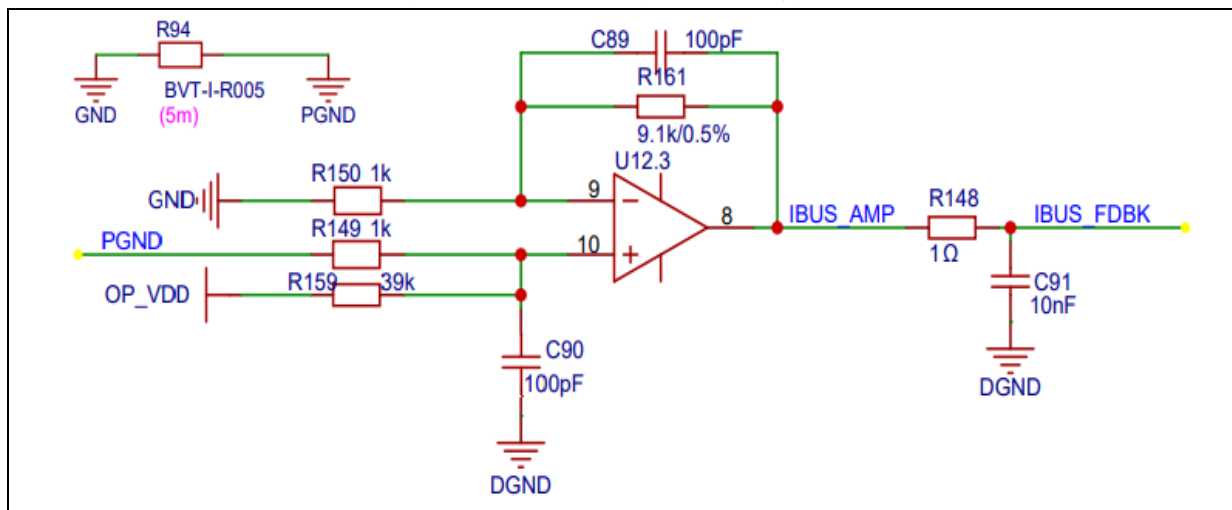 R94
BVT-I-R005
(5m)
GND
PGND
C89
100pF
R161
9.1k/0.5%
U12.3
R150 1k
GND
9
8
IBUS_AMP
R148
1Ω
IBUS_FDBK
PGND
R149 1k
10
OP_VDD
R159 39k
C90
100pF
DGND
C91
10nF
DGND